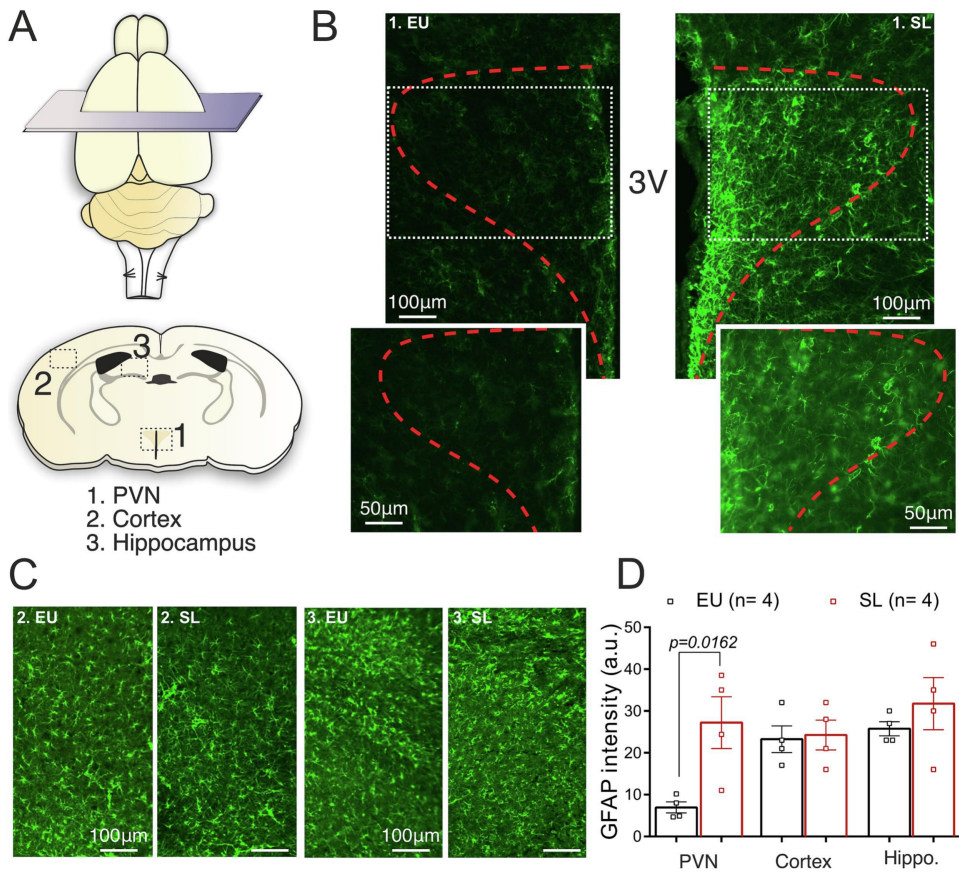 A
3
2
1
1. PVN
2. Cortex
3. Hippocampus
B
1. EU
1. SL
3V
100µm
100µm
50µm
50µm
C
2. EU
2. SL
3. EU
3. SL
100µm
100µm
D
EU (n= 4)
SL (n= 4)
p=0.0162
GFAP intensity (a.u.)
50
40
30
20
10
0
PVN
Cortex
Hippo.